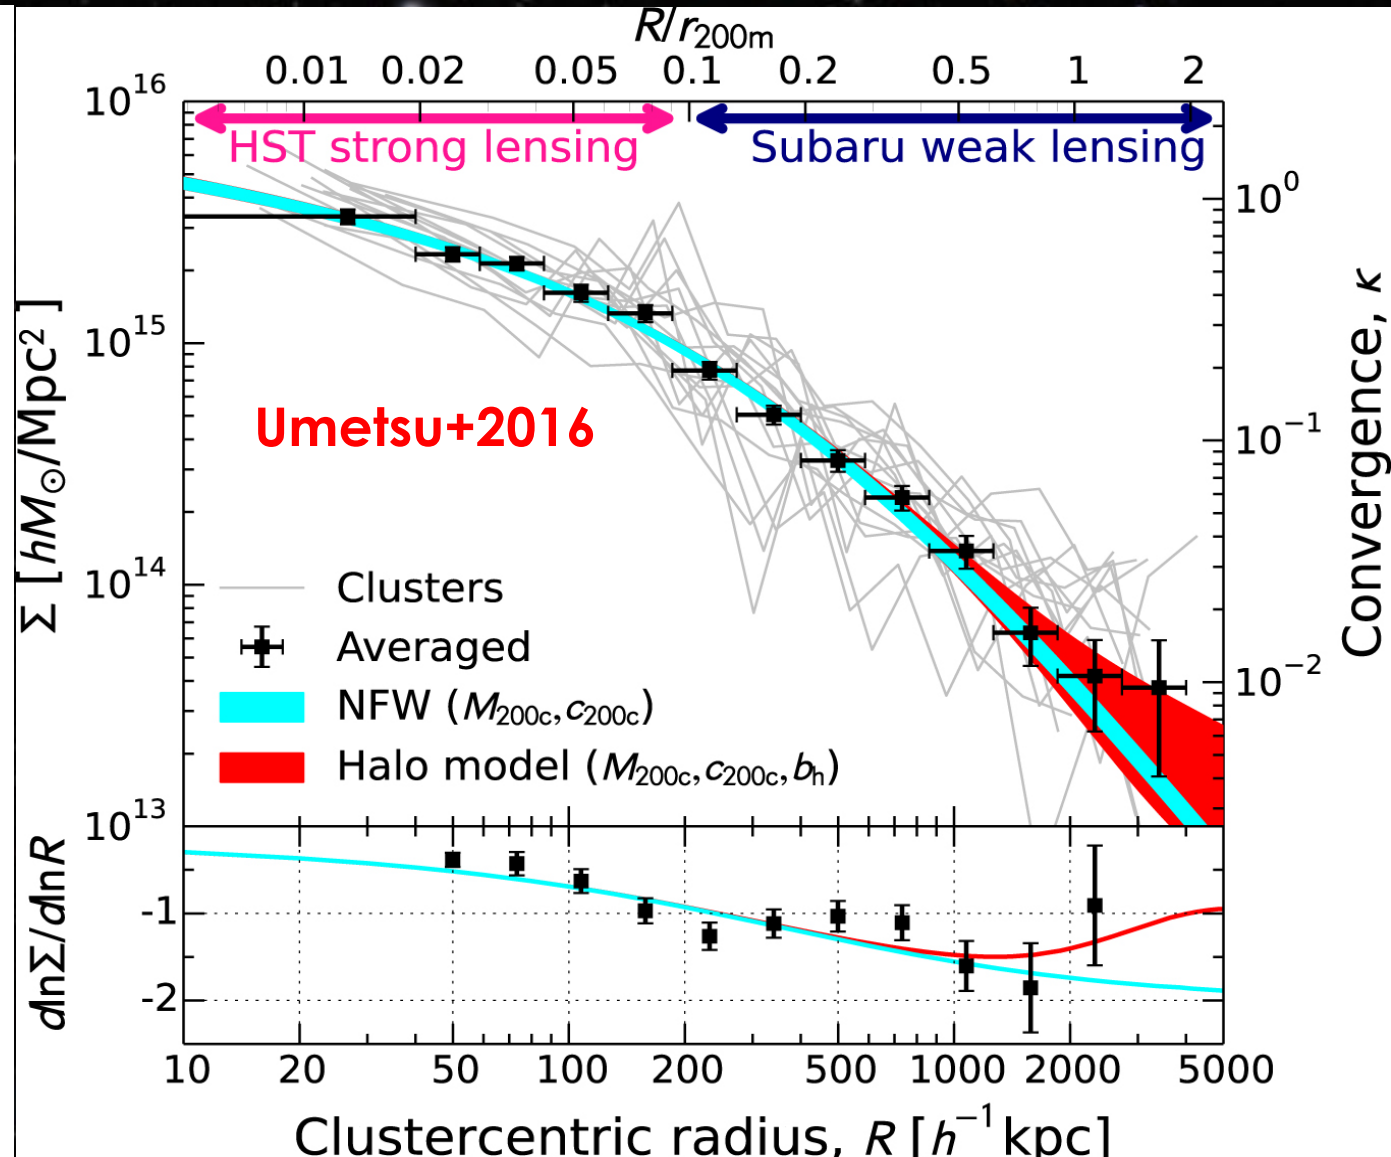 R/r200m
0.01 0.02 0.05 0.1 0.2 0.5 1 2
10^16
HST strong lensing
Subaru weak lensing
10^0
10^15
Umetsu+2016
10^-1
Σ [hM⊙/Mpc²]
Convergence, κ
10^14
Clusters
Averaged
10^-2
NFW (M200c,c200c)
Halo model (M200c,c200c,bh)
10^13
dlnΣ/dlnR
-1
-2
10 20 50 100 200 500 1000 2000 5000
Clustercentric radius, R [h^-1 kpc]